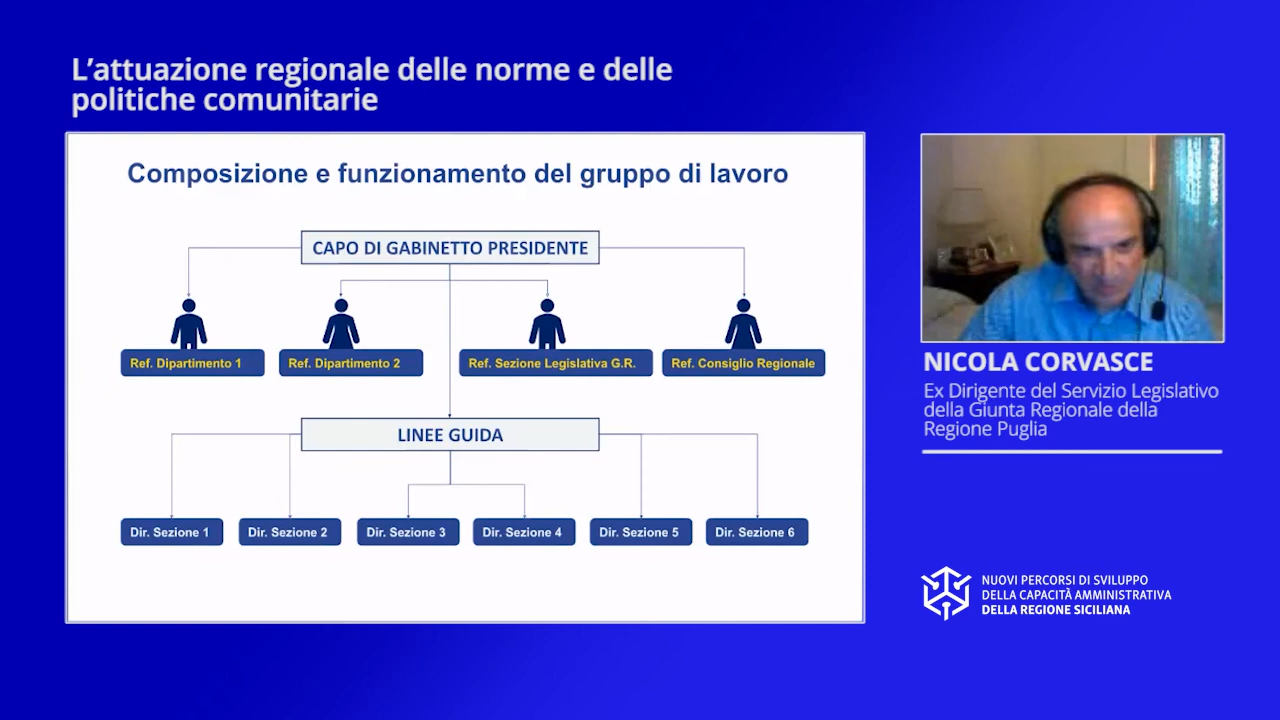 L’attuazione regionale delle norme e delle
politiche comunitarie
Composizione e funzionamento del gruppo di lavoro
CAPO DI GABINETTO PRESIDENTE
Ref. Dipartimento 1
Ref. Dipartimento 2
Ref. Sezione Legislativa G.R.
Ref. Consiglio Regionale
LINEE GUIDA
Dir. Sezione 1
Dir. Sezione 2
Dir. Sezione 3
Dir. Sezione 4
Dir. Sezione 5
Dir. Sezione 6
NICOLA CORVASCE
Ex Dirigente del Servizio Legislativo
della Giunta Regionale della
Regione Puglia
NUOVI PERCORSI DI SVILUPPO
DELLA CAPACITÀ AMMINISTRATIVA
DELLA REGIONE SICILIANA